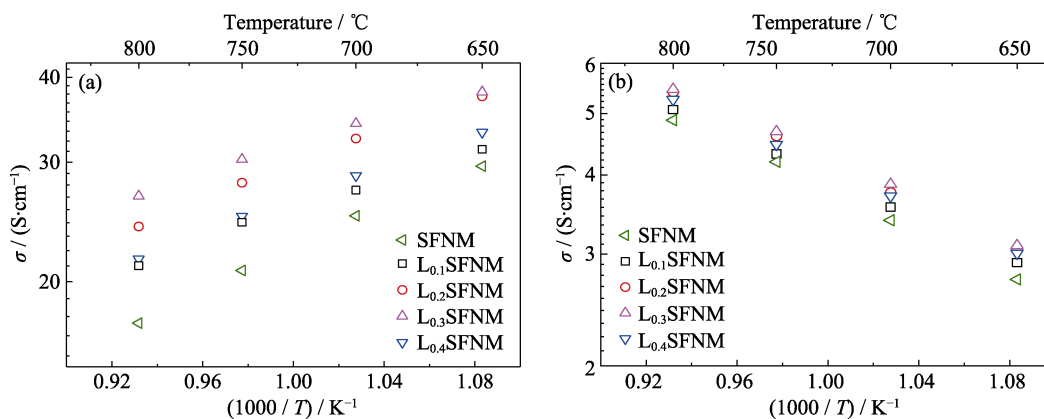 Temperature / ℃
800 750 700 650
(a)
40
30
20
σ / (S·cm⁻¹)
SFNM
L₀.₁SFNM
L₀.₂SFNM
L₀.₃SFNM
L₀.₄SFNM
0.92 0.96 1.00 1.04 1.08
(1000 / T) / K⁻¹
Temperature / ℃
800 750 700 650
(b)
6
5
4
3
2
σ / (S·cm⁻¹)
SFNM
L₀.₁SFNM
L₀.₂SFNM
L₀.₃SFNM
L₀.₄SFNM
0.92 0.96 1.00 1.04 1.08
(1000 / T) / K⁻¹